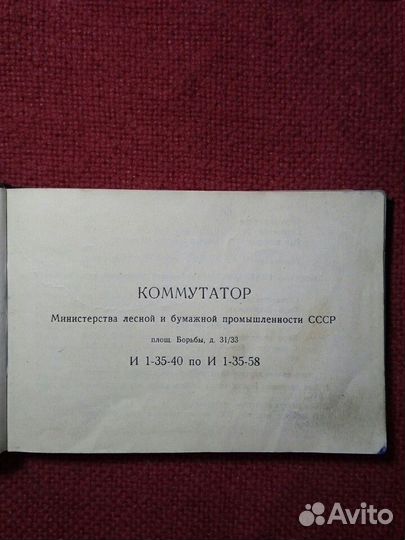 КОММУТАТОР
Министерства лесной и бумажной промышленности СССР
площ. Борьбы, д. 31/33
И 1-35-40 по И 1-35-58
Avito